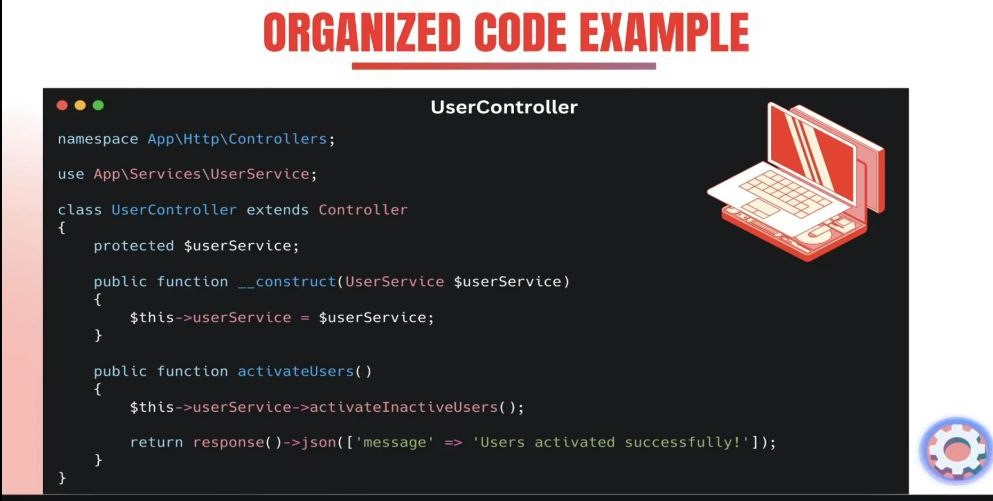 ORGANIZED CODE EXAMPLE
UserController
namespace App\Http\Controllers;
use App\Services\UserService;
class UserController extends Controller
{
    protected $userService;
    public function __construct(UserService $userService)
    {
        $this->userService = $userService;
    }
    public function activateUsers()
    {
        $this->userService->activateInactiveUsers();
        return response()->json(['message' => 'Users activated successfully!']);
    }
}